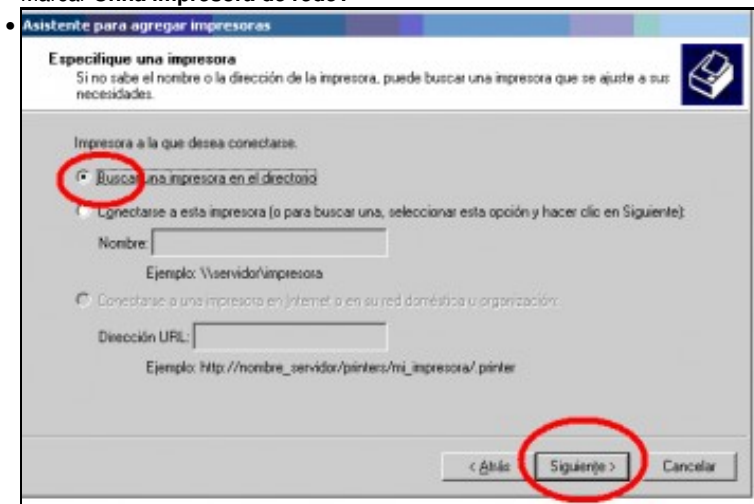 Marcar Unha impresora de rede?
Asistente para agregar impresoras
Especifique una impresora
Si no sabe el nombre o la dirección de la impresora, puede buscar una impresora que se ajuste a sus
necesidades.
Impresora a la que desea conectarse.
Buscar una impresora en el directorio
Conectarse a esta impresora (o para buscar una, seleccionar esta opción y hacer clic en Siguiente):
Nombre:
Ejemplo: \\servidor\impresora
Conectarse a una impresora en Internet o en su red doméstica u organización:
Dirección URL:
Ejemplo: http://nombre_servidor/printers/mi_impresora/.printer
< Atrás
Siguiente >
Cancelar